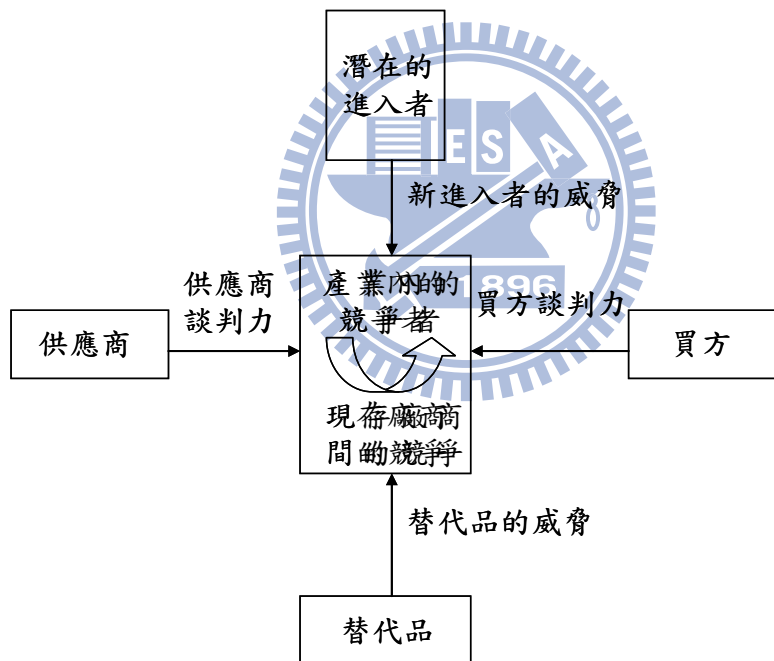 潛在的
進入者
E S A
新進入者的威脅
1896
供應商
談判力
產業內的
競爭者
買方談判力
供應商
買方
現存廠商
間的競爭
替代品的威脅
替代品